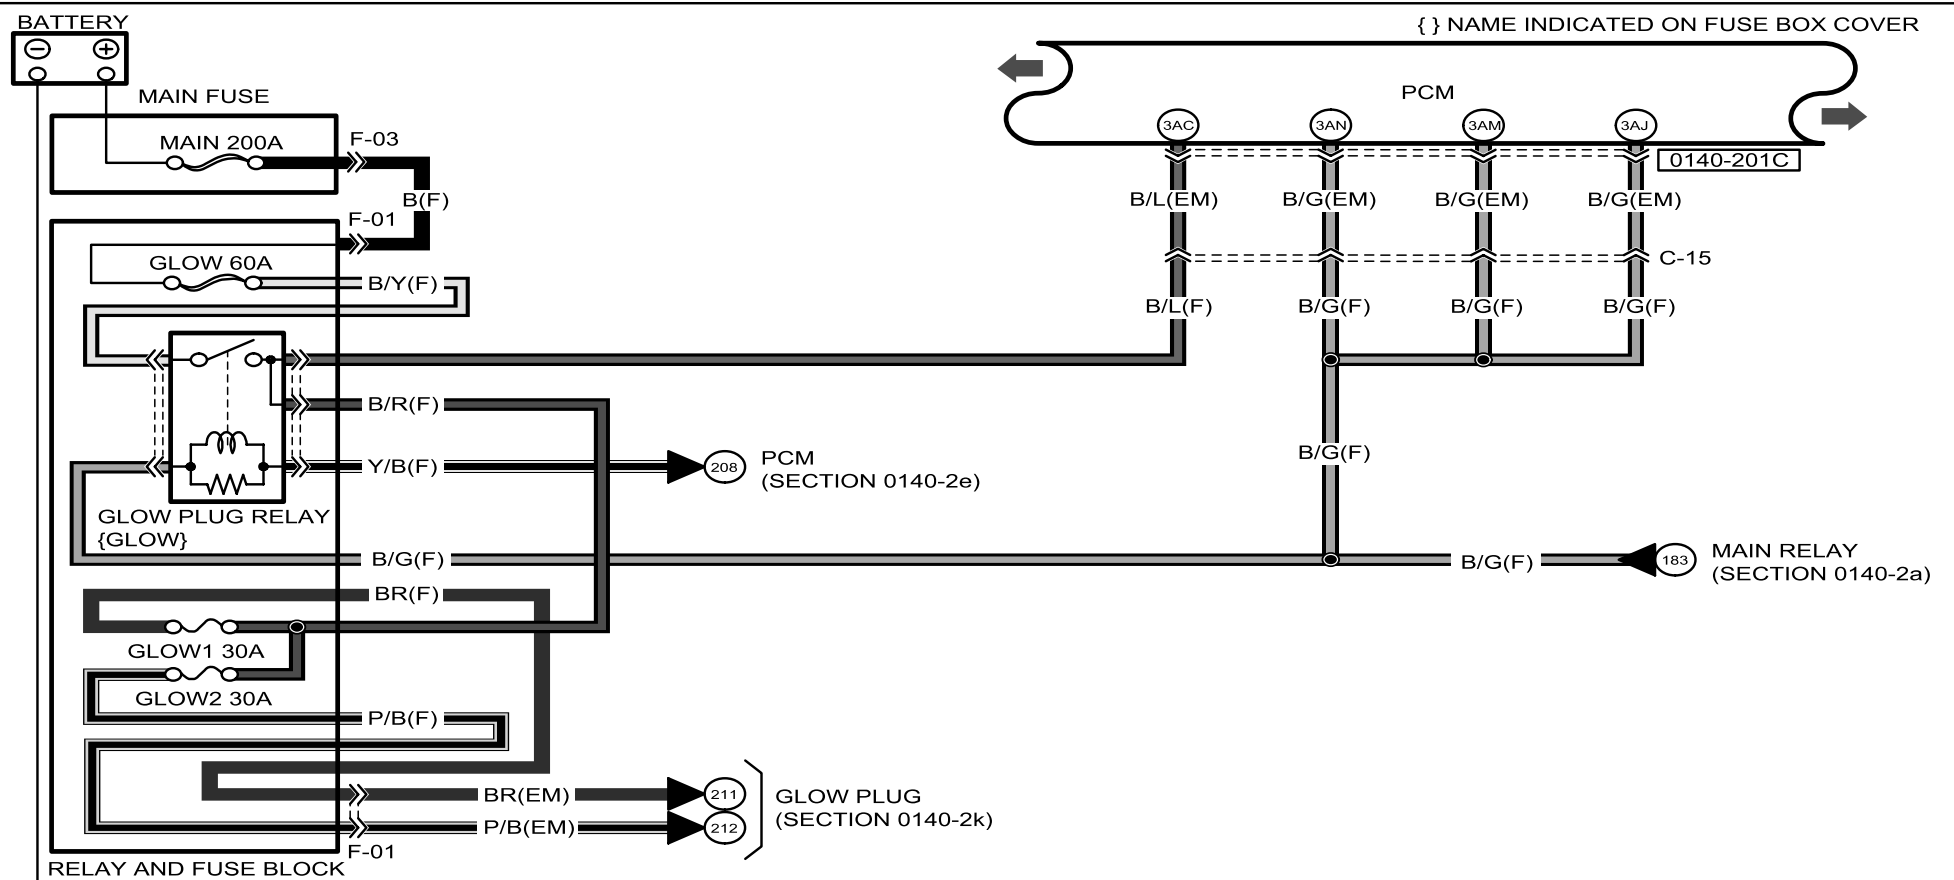 BATTERY
{ } NAME INDICATED ON FUSE BOX COVER
MAIN FUSE
PCM
MAIN 200A
F-03
3AC
3AN
3AM
3AJ
0140-201C
B(F)
B/L(EM)
B/G(EM)
B/G(EM)
B/G(EM)
F-01
GLOW 60A
B/Y(F)
C-15
B/L(F)
B/G(F)
B/G(F)
B/G(F)
B/R(F)
Y/B(F)
208
PCM
(SECTION 0140-2e)
B/G(F)
GLOW PLUG RELAY
{GLOW}
B/G(F)
B/G(F)
183
MAIN RELAY
(SECTION 0140-2a)
BR(F)
GLOW1 30A
GLOW2 30A
P/B(F)
BR(EM)
211
P/B(EM)
212
GLOW PLUG
(SECTION 0140-2k)
F-01
RELAY AND FUSE BLOCK